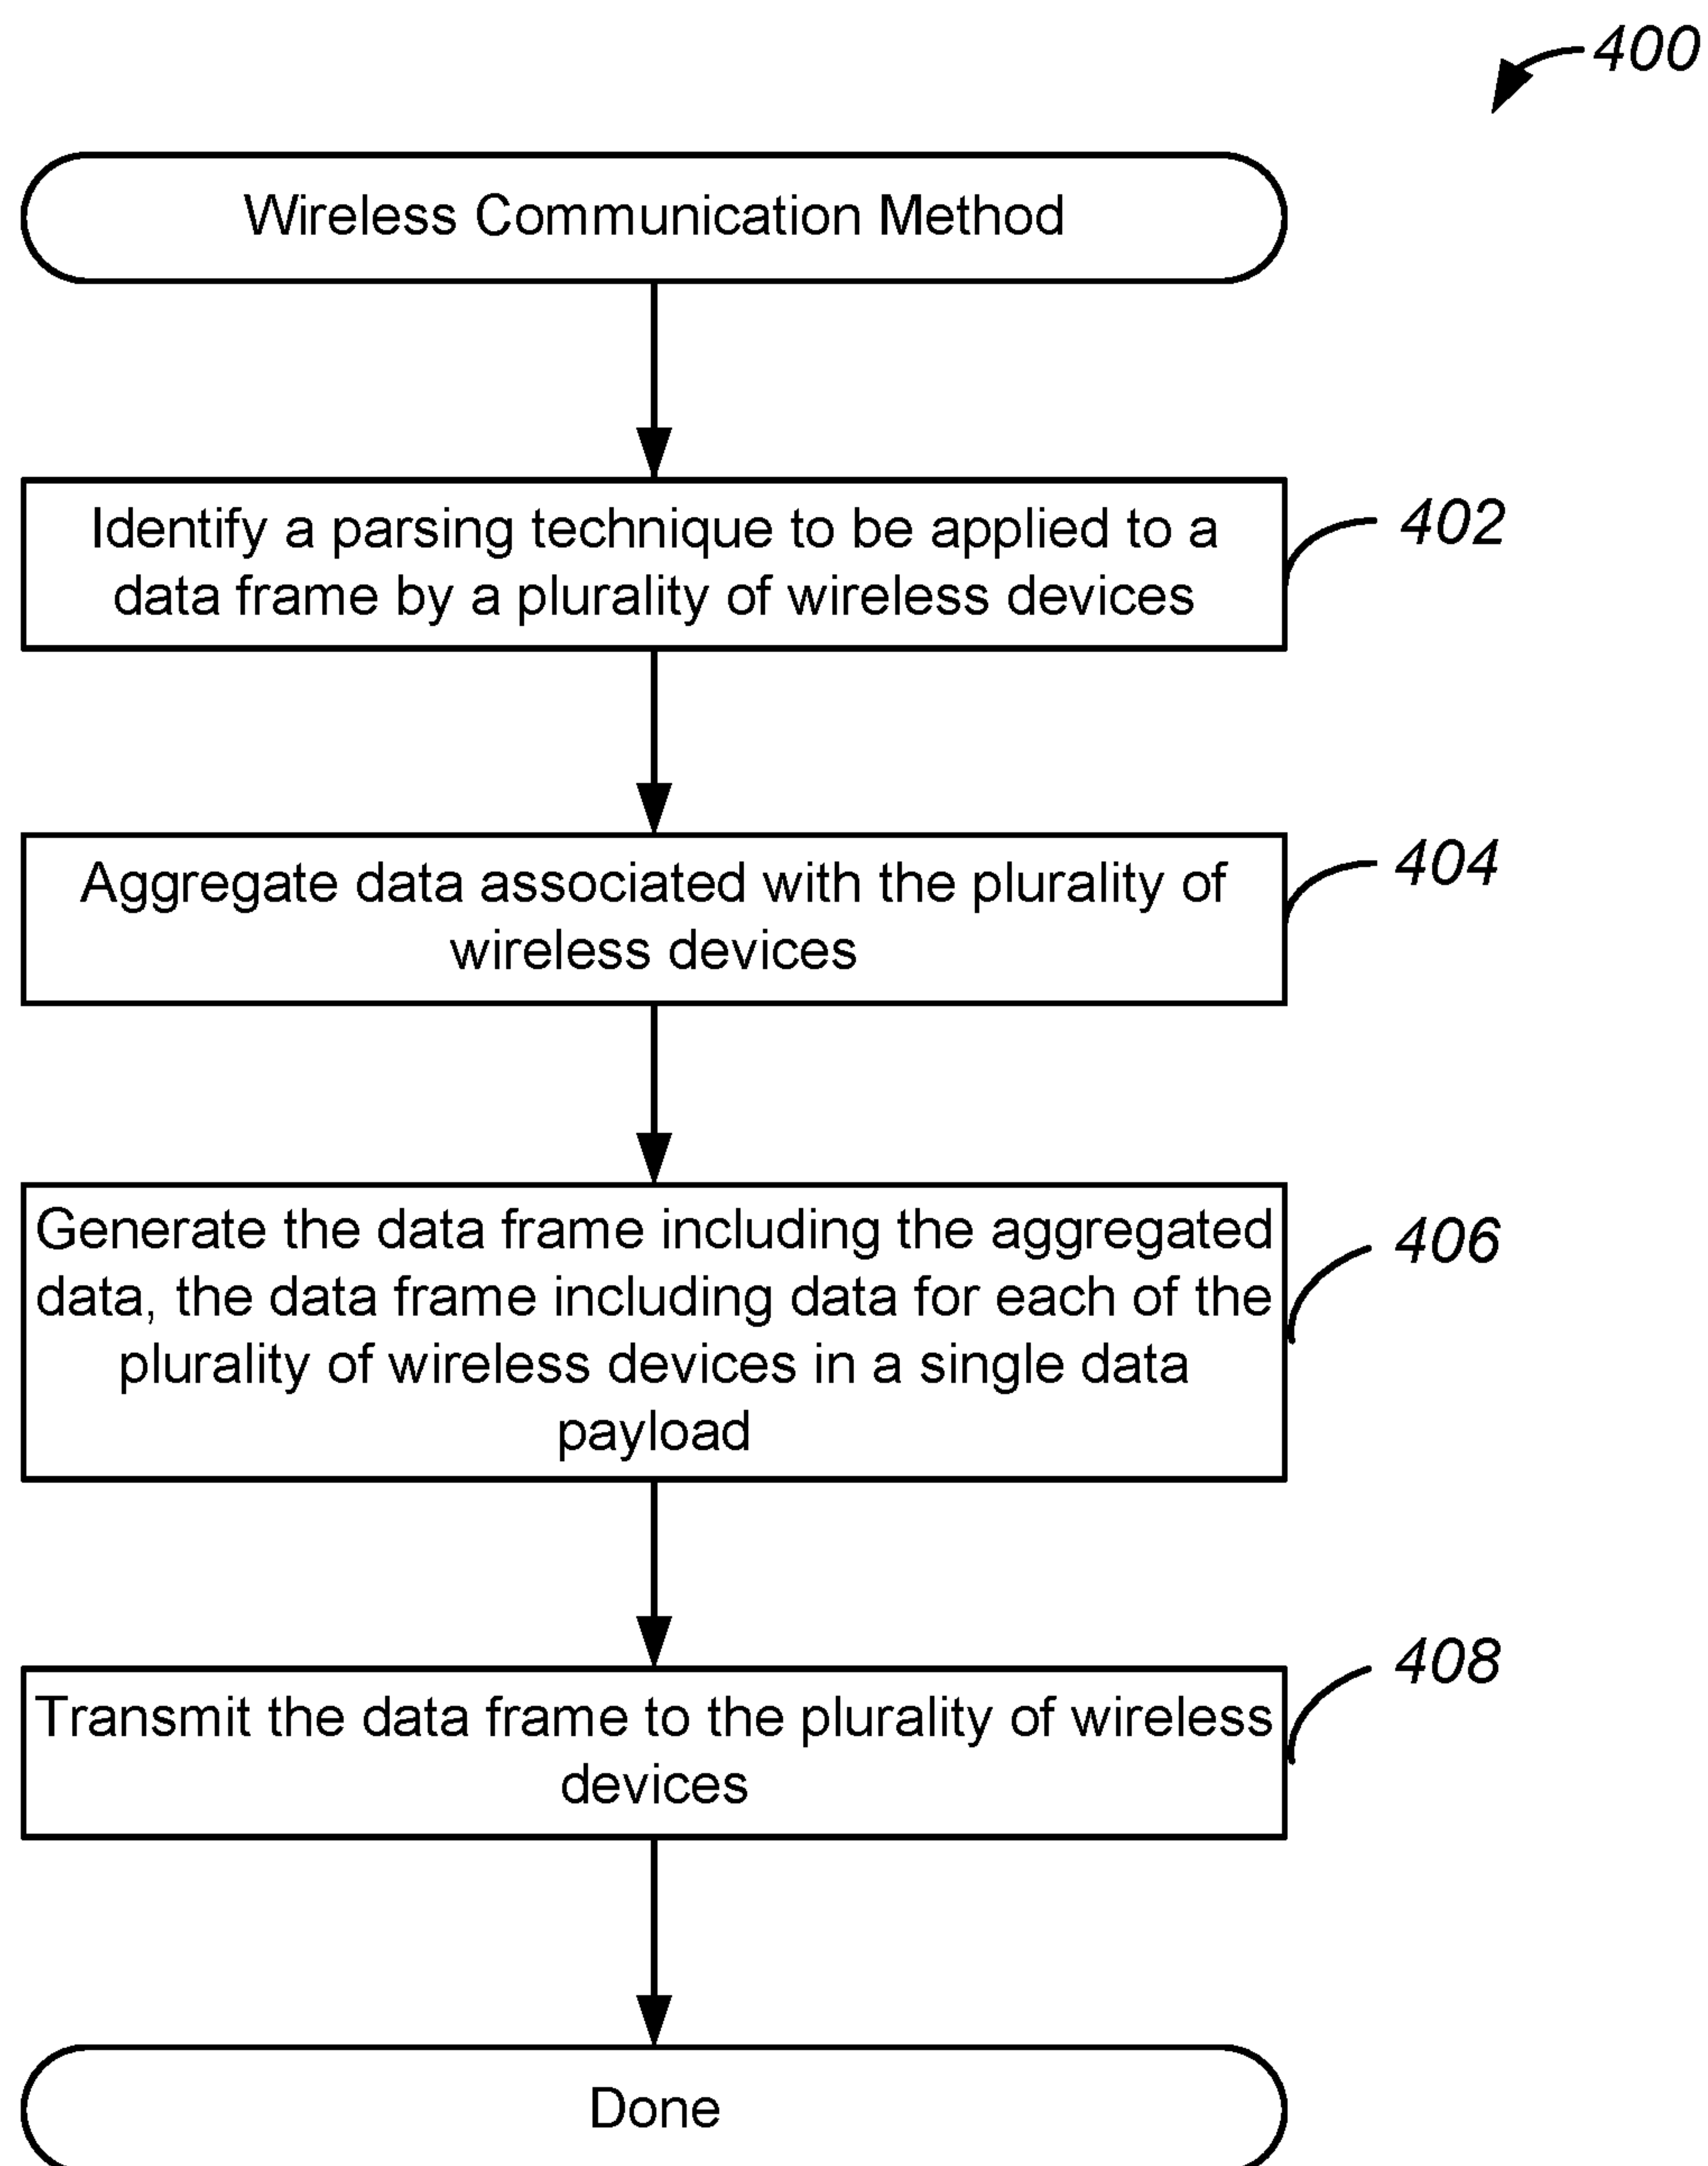 400
Wireless Communication Method
Identify a parsing technique to be applied to a
data frame by a plurality of wireless devices
402
Aggregate data associated with the plurality of
wireless devices
404
Generate the data frame including the aggregated
data, the data frame including data for each of the
plurality of wireless devices in a single data
payload
406
Transmit the data frame to the plurality of wireless
devices
408
Done